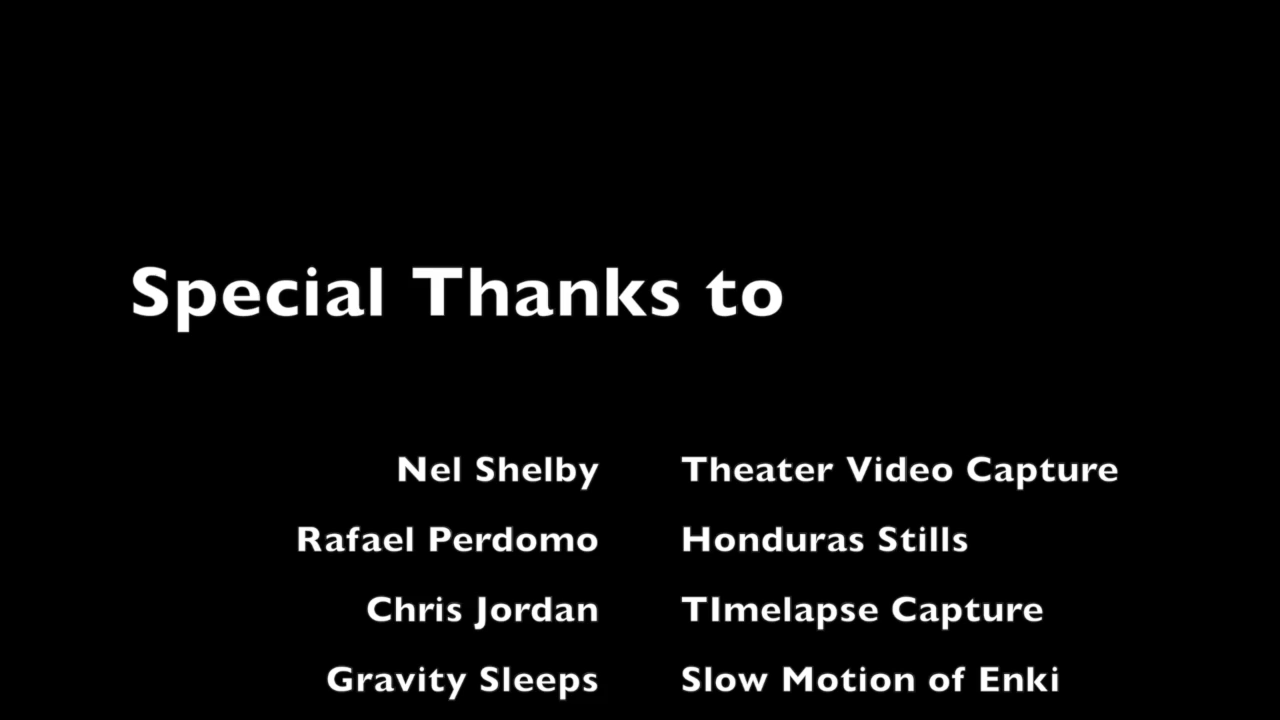 Special Thanks to
Nel Shelby Theater Video Capture
Rafael Perdomo Honduras Stills
Chris Jordan TImelapse Capture
Gravity Sleeps Slow Motion of Enki